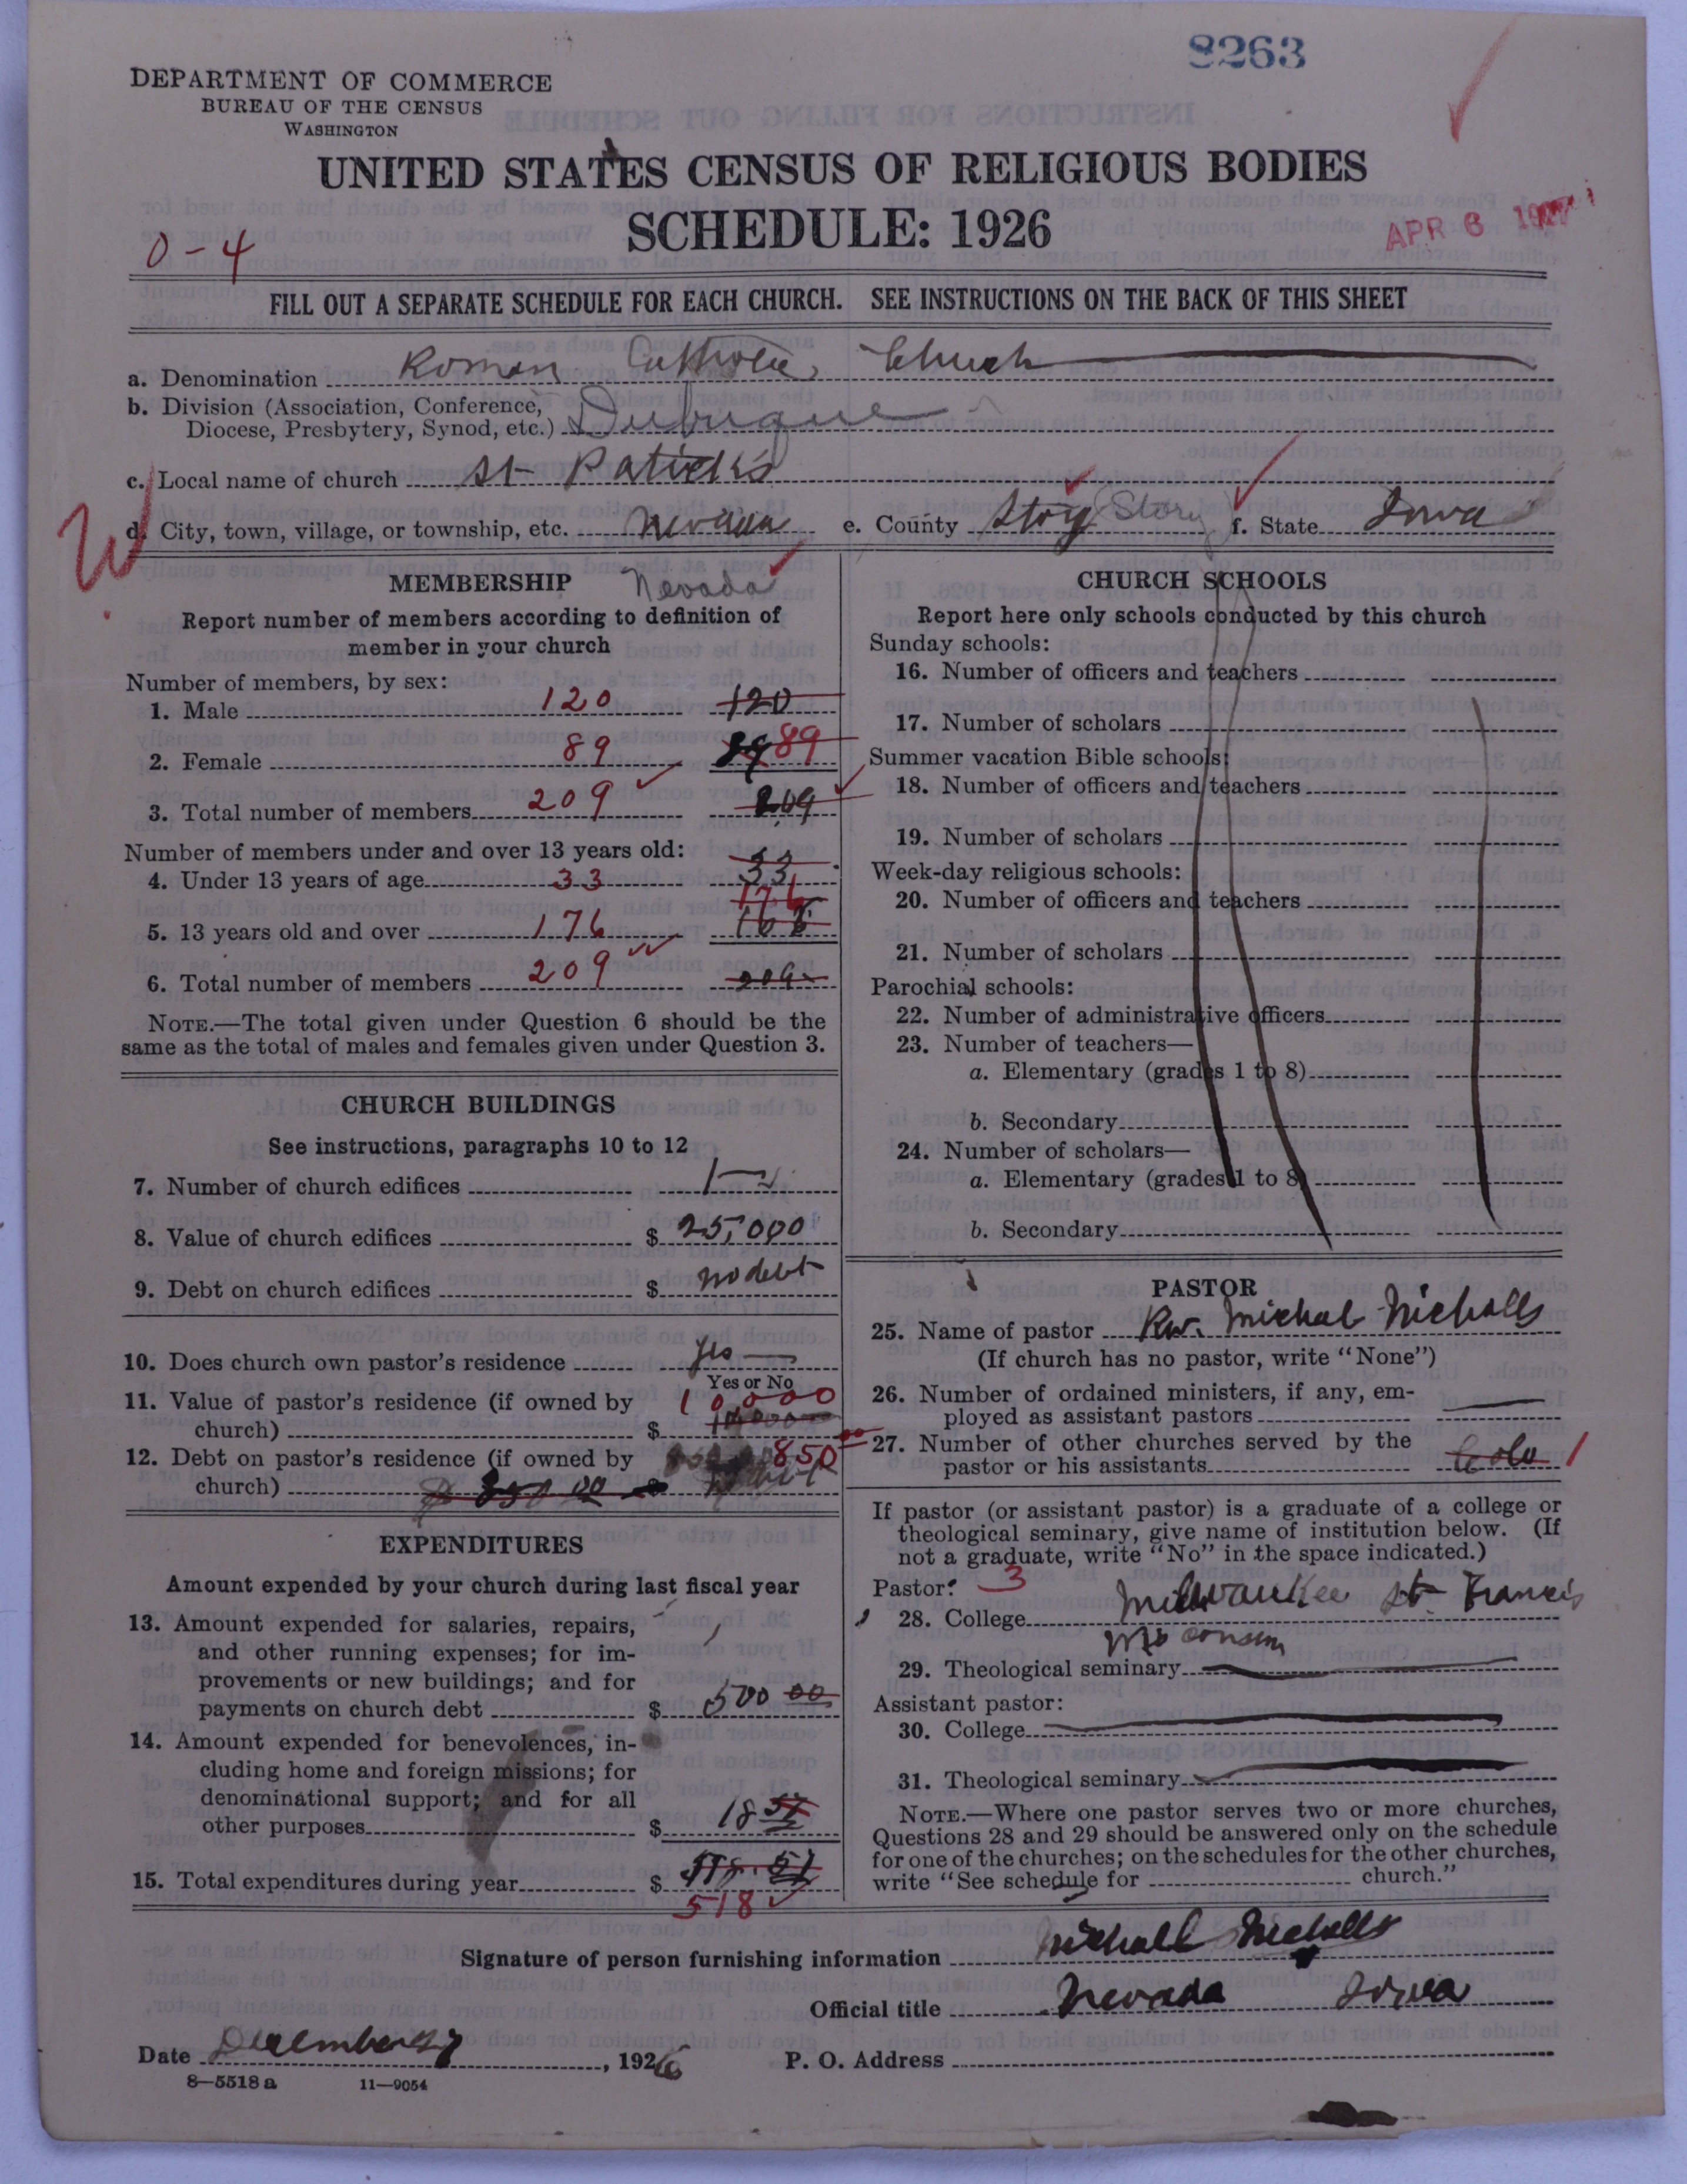 8263
DEPARTMENT OF COMMERCE
BUREAU OF THE CENSUS
WASHINGTON
UNITED STATES CENSUS OF RELIGIOUS BODIES
SCHEDULE: 1926
APR 6 1927
0-4
FILL OUT A SEPARATE SCHEDULE FOR EACH CHURCH. SEE INSTRUCTIONS ON THE BACK OF THIS SHEET
a. Denomination Roman Catholic Church
b. Division (Association, Conference,
Diocese, Presbytery, Synod, etc.) Dubuque
c. Local name of church St Patick's
d. City, town, village, or township, etc. Nevada e. County Story (Story) f. State Iowa
MEMBERSHIP Nevada
Report number of members according to definition of
member in your church
Number of members, by sex:
1. Male 120 120
2. Female 89 89
3. Total number of members 209 209
Number of members under and over 13 years old:
4. Under 13 years of age 33 33
176
5. 13 years old and over 176
6. Total number of members 209 209
NOTE.—The total given under Question 6 should be the
same as the total of males and females given under Question 3.
CHURCH BUILDINGS
See instructions, paragraphs 10 to 12
7. Number of church edifices 1
8. Value of church edifices $ 25,000
9. Debt on church edifices $ no debt
10. Does church own pastor's residence yes
Yes or No
11. Value of pastor's residence (if owned by 10000
church) $
12. Debt on pastor's residence (if owned by 850
church) $ 850 00
EXPENDITURES
Amount expended by your church during last fiscal year
13. Amount expended for salaries, repairs,
and other running expenses; for im-
provements or new buildings; and for
payments on church debt $ 500 00
14. Amount expended for benevolences, in-
cluding home and foreign missions; for
denominational support; and for all
other purposes $ 18 51
15. Total expenditures during year $ 518.51
518
CHURCH SCHOOLS
Report here only schools conducted by this church
Sunday schools:
16. Number of officers and teachers
17. Number of scholars
Summer vacation Bible schools:
18. Number of officers and teachers
19. Number of scholars
Week-day religious schools:
20. Number of officers and teachers
21. Number of scholars
Parochial schools:
22. Number of administrative officers
23. Number of teachers—
a. Elementary (grades 1 to 8)
b. Secondary
24. Number of scholars—
a. Elementary (grades 1 to 8)
b. Secondary
PASTOR
25. Name of pastor Rev. Michal Nicholls
(If church has no pastor, write "None")
26. Number of ordained ministers, if any, em-
ployed as assistant pastors
27. Number of other churches served by the
pastor or his assistants Colo 1
If pastor (or assistant pastor) is a graduate of a college or
theological seminary, give name of institution below. (If
not a graduate, write "No" in the space indicated.)
Pastor: 3
28. College Milwaukee St. Francis
Wisconsin
29. Theological seminary
Assistant pastor:
30. College
31. Theological seminary
NOTE.—Where one pastor serves two or more churches,
Questions 28 and 29 should be answered only on the schedule
for one of the churches; on the schedules for the other churches,
write "See schedule for church."
Signature of person furnishing information Michall Nicholls
Official title Nevada Iowa
Date December 27, 1926 P. O. Address
8—5518 a 11—9054